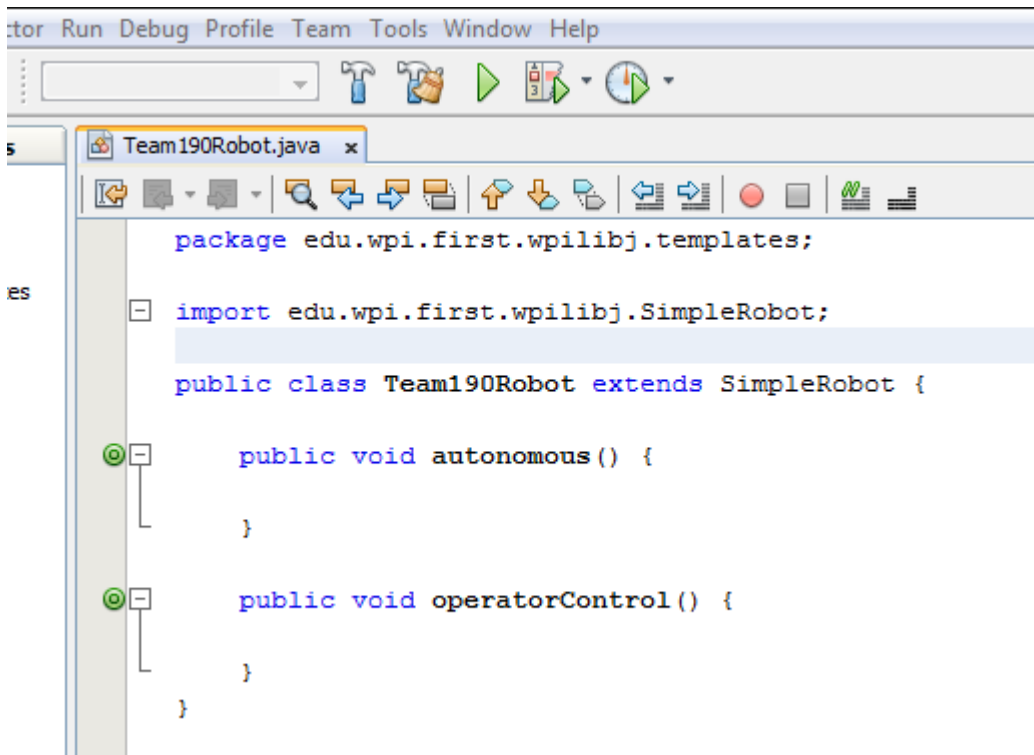 ctor Run Debug Profile Team Tools Window Help
s
Team190Robot.java x
package edu.wpi.first.wpilibj.templates;
import edu.wpi.first.wpilibj.SimpleRobot;
es
public class Team190Robot extends SimpleRobot {
public void autonomous() {
}
public void operatorControl() {
}
}